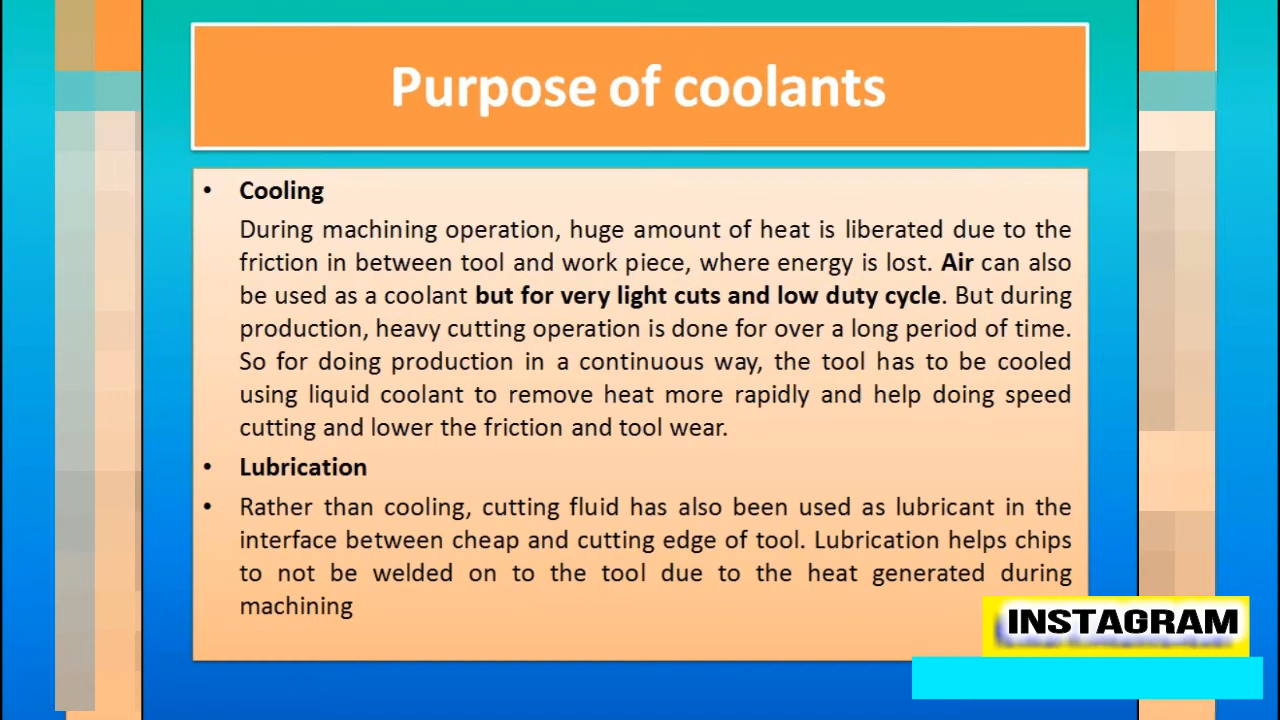 Purpose of coolants
• Cooling
During machining operation, huge amount of heat is liberated due to the
friction in between tool and work piece, where energy is lost. Air can also
be used as a coolant but for very light cuts and low duty cycle. But during
production, heavy cutting operation is done for over a long period of time.
So for doing production in a continuous way, the tool has to be cooled
using liquid coolant to remove heat more rapidly and help doing speed
cutting and lower the friction and tool wear.
• Lubrication
• Rather than cooling, cutting fluid has also been used as lubricant in the
interface between cheap and cutting edge of tool. Lubrication helps chips
to not be welded on to the tool due to the heat generated during
machining
INSTAGRAM